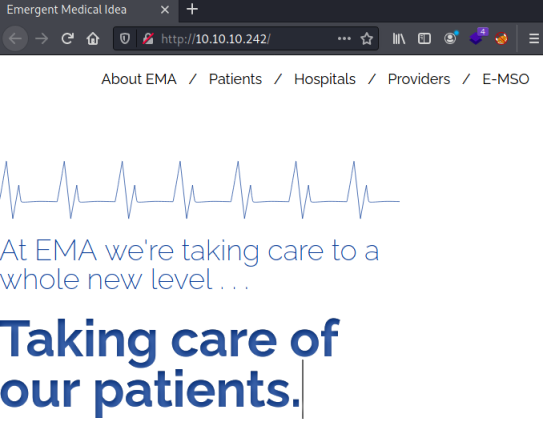 Emergent Medical Idea
http://10.10.10.242/
4
About EMA / Patients / Hospitals / Providers / E-MSO
At EMA we're taking care to a
whole new level . . .
Taking care of
our patients.